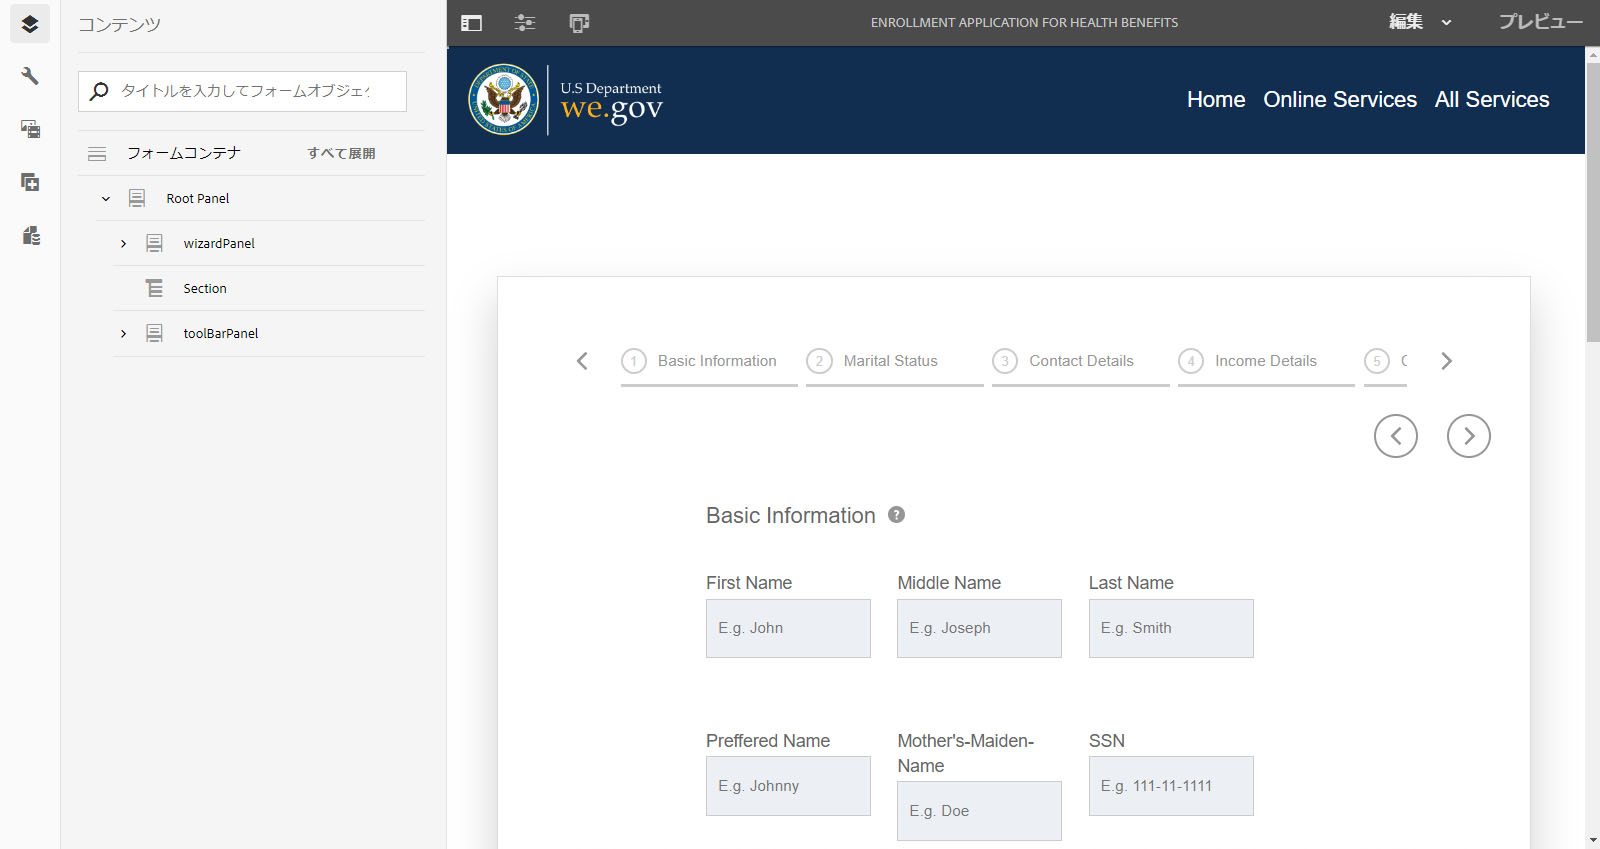 コンテンツ
タイトルを入力してフォームオブジェク
フォームコンテナ
すべて展開
Root Panel
wizardPanel
Section
toolBarPanel
ENROLLMENT APPLICATION FOR HEALTH BENEFITS
編集
プレビュー
U.S Department
we.gov
Home
Online Services
All Services
1 Basic Information
2 Marital Status
3 Contact Details
4 Income Details
5
Basic Information ?
First Name
Middle Name
Last Name
E.g. John
E.g. Joseph
E.g. Smith
Preffered Name
Mother's-Maiden-
Name
SSN
E.g. Johnny
E.g. Doe
E.g. 111-11-1111